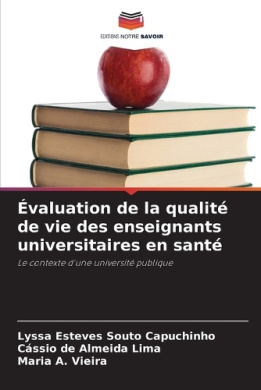 EDITIONS NOTRE SAVOIR
Évaluation de la qualité
de vie des enseignants
universitaires en santé
Le contexte d'une université publique
Lyssa Esteves Souto Capuchinho
Cássio de Almeida Lima
Maria A. Vieira